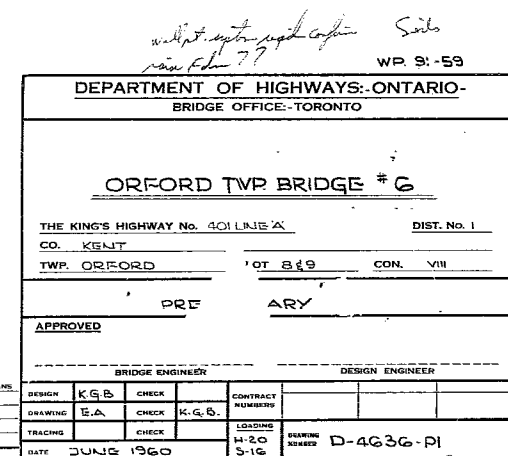 Soils
WP. 91-59
DEPARTMENT OF HIGHWAYS:-ONTARIO-
BRIDGE OFFICE:-TORONTO
ORFORD TWP. BRIDGE # 6
THE KING'S HIGHWAY No. 401 LINE 'A' DIST. No. 1
CO. KENT
TWP. ORFORD OT 8&9 CON. VIII
PRE ARY
APPROVED
BRIDGE ENGINEER DESIGN ENGINEER
DESIGN K.G.B CHECK CONTRACT NUMBERS
DRAWING E.A CHECK K.G.B.
TRACING CHECK LOADING H-20 S-16 DRAWING NUMBER D-4636-P1
DATE JUNE 1960